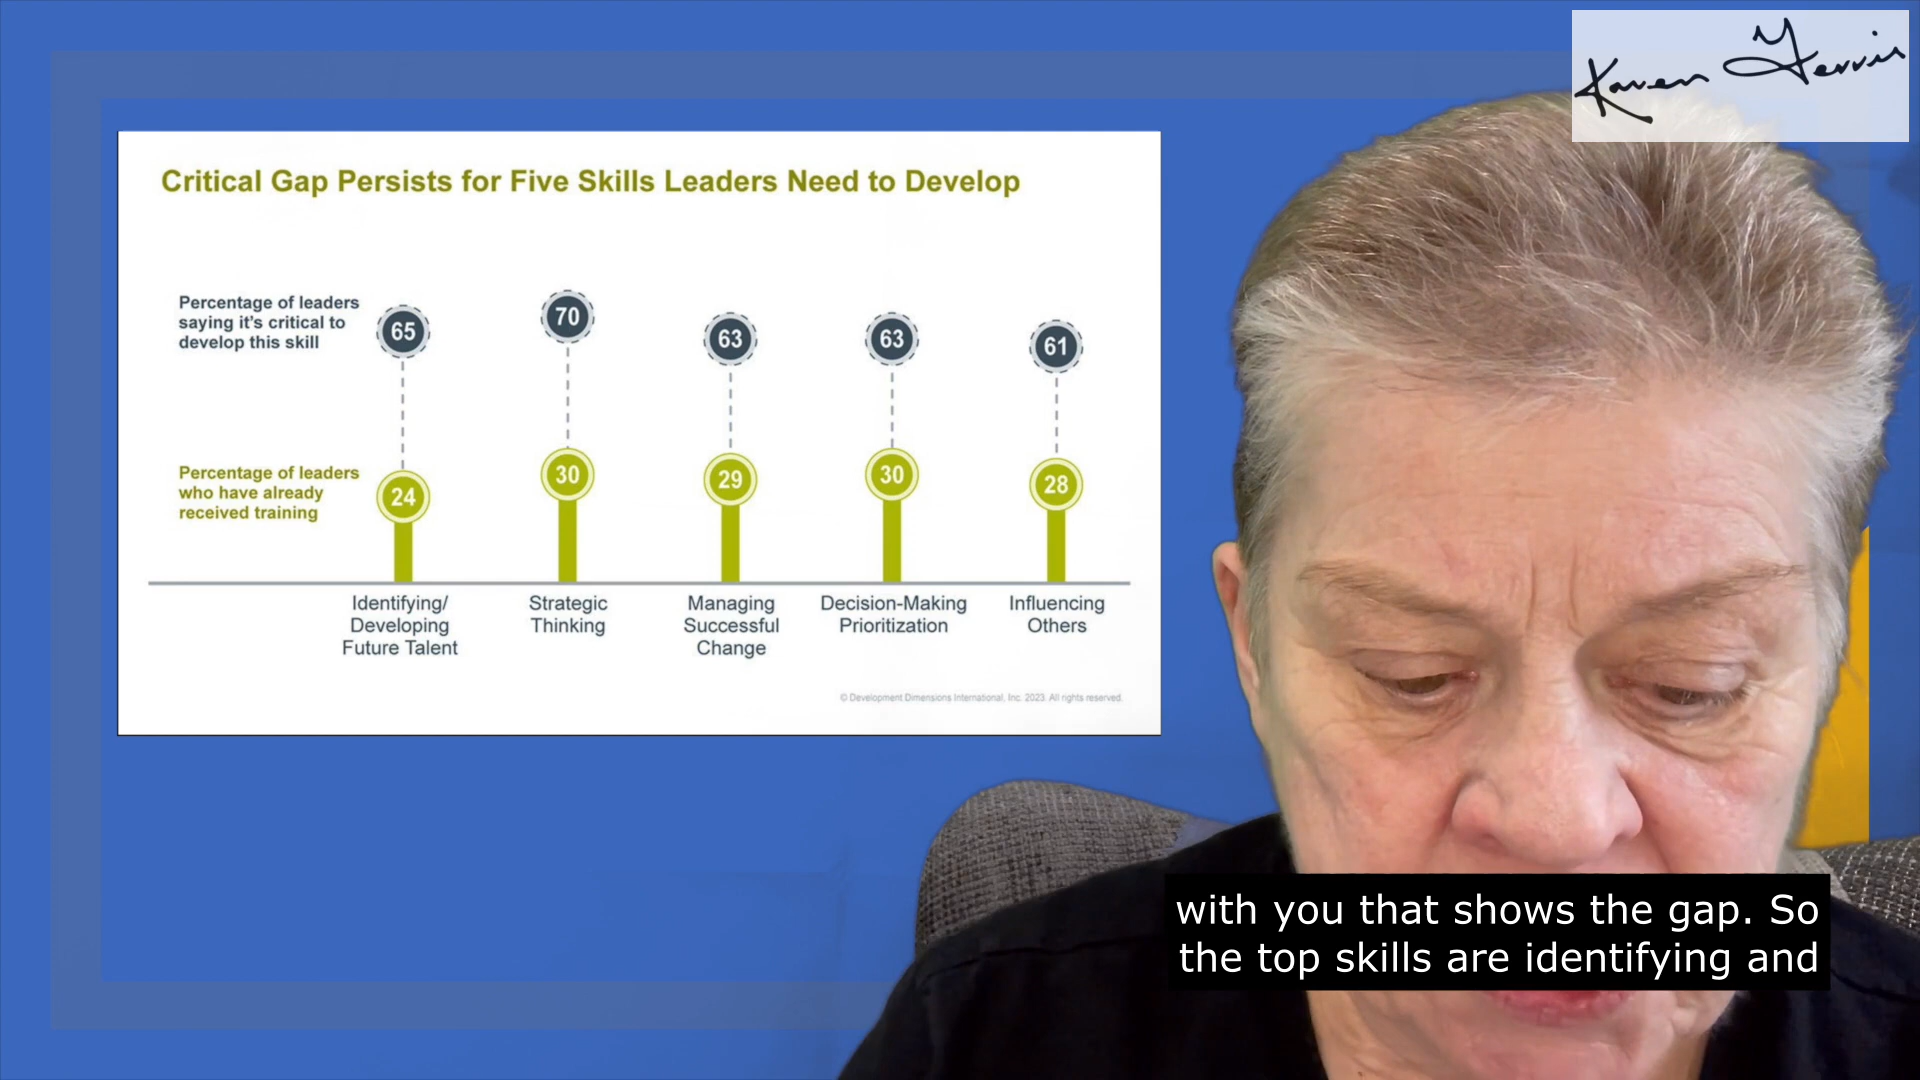 Karen Ferris
Critical Gap Persists for Five Skills Leaders Need to Develop
Percentage of leaders
saying it's critical to
develop this skill
65
70
63
63
61
Percentage of leaders
who have already
received training
24
30
29
30
28
Identifying/
Developing
Future Talent
Strategic
Thinking
Managing
Successful
Change
Decision-Making
Prioritization
Influencing
Others
© Development Dimensions International, Inc. 2023. All rights reserved.
with you that shows the gap. So
the top skills are identifying and